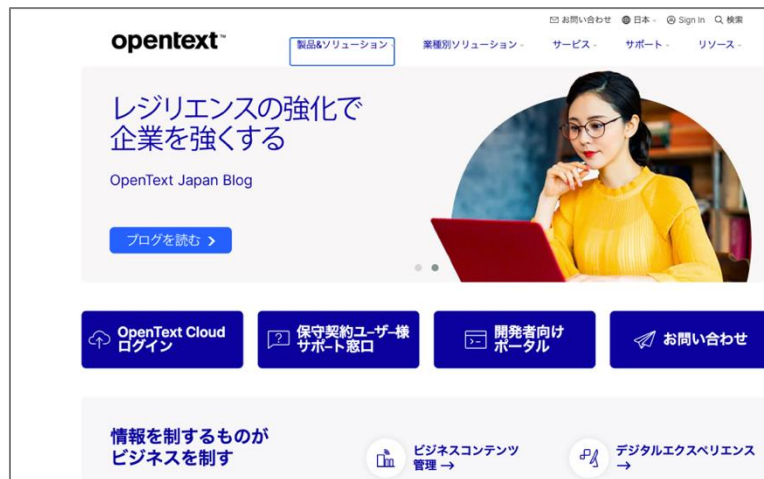 お問い合わせ 日本 Sign In 検索
opentext™
製品&ソリューション 業種別ソリューション サービス サポート リソース
レジリエンスの強化で
企業を強くする
OpenText Japan Blog
ブログを読む
OpenText Cloud
ログイン
保守契約ユーザー様
サポート窓口
開発者向け
ポータル
お問い合わせ
情報を制するものが
ビジネスを制す
ビジネスコンテンツ
管理 →
デジタルエクスペリエンス
→